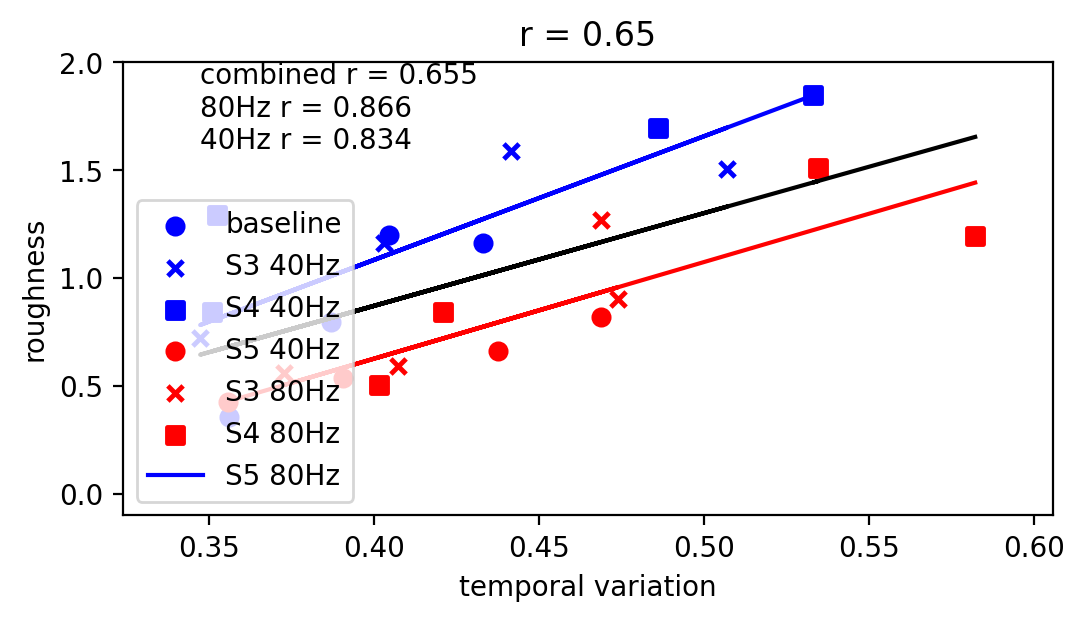 r = 0.65
combined r = 0.655
80Hz r = 0.866
40Hz r = 0.834
baseline
S3 40Hz
S4 40Hz
S5 40Hz
S3 80Hz
S4 80Hz
S5 80Hz
roughness
2.0
1.5
1.0
0.5
0.0
0.35 0.40 0.45 0.50 0.55 0.60
temporal variation